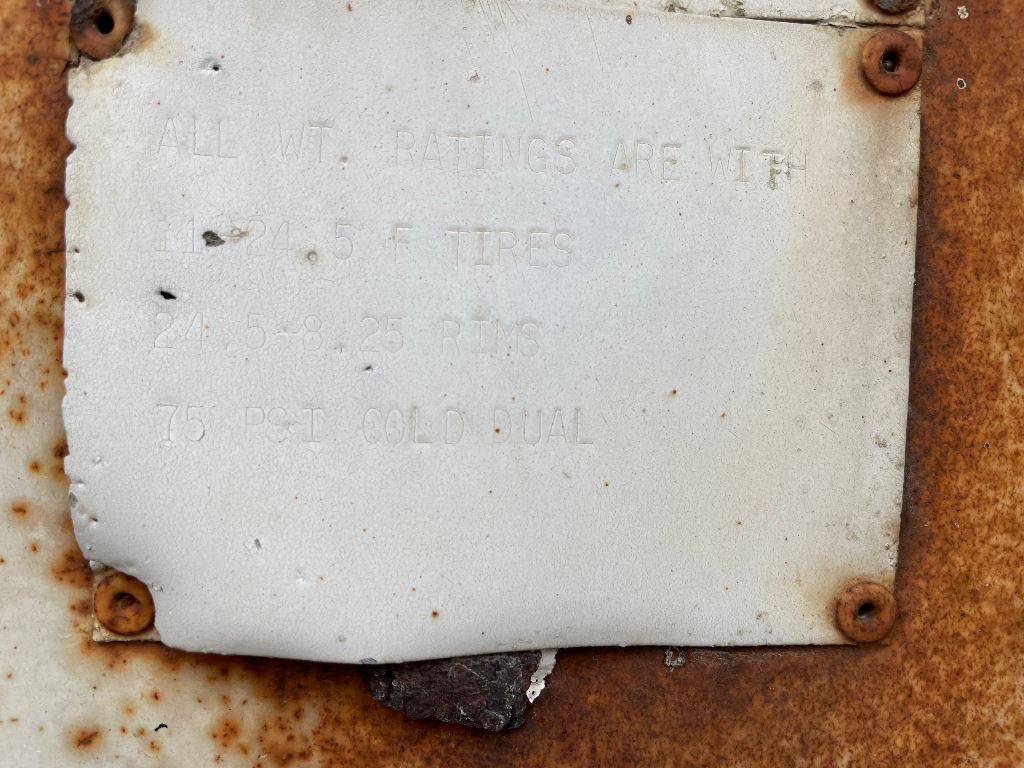 ALL WT. RATINGS ARE WITH
11-24.5 F TIRES
24.5-8.25 RIMS
75 PSI COLD DUAL